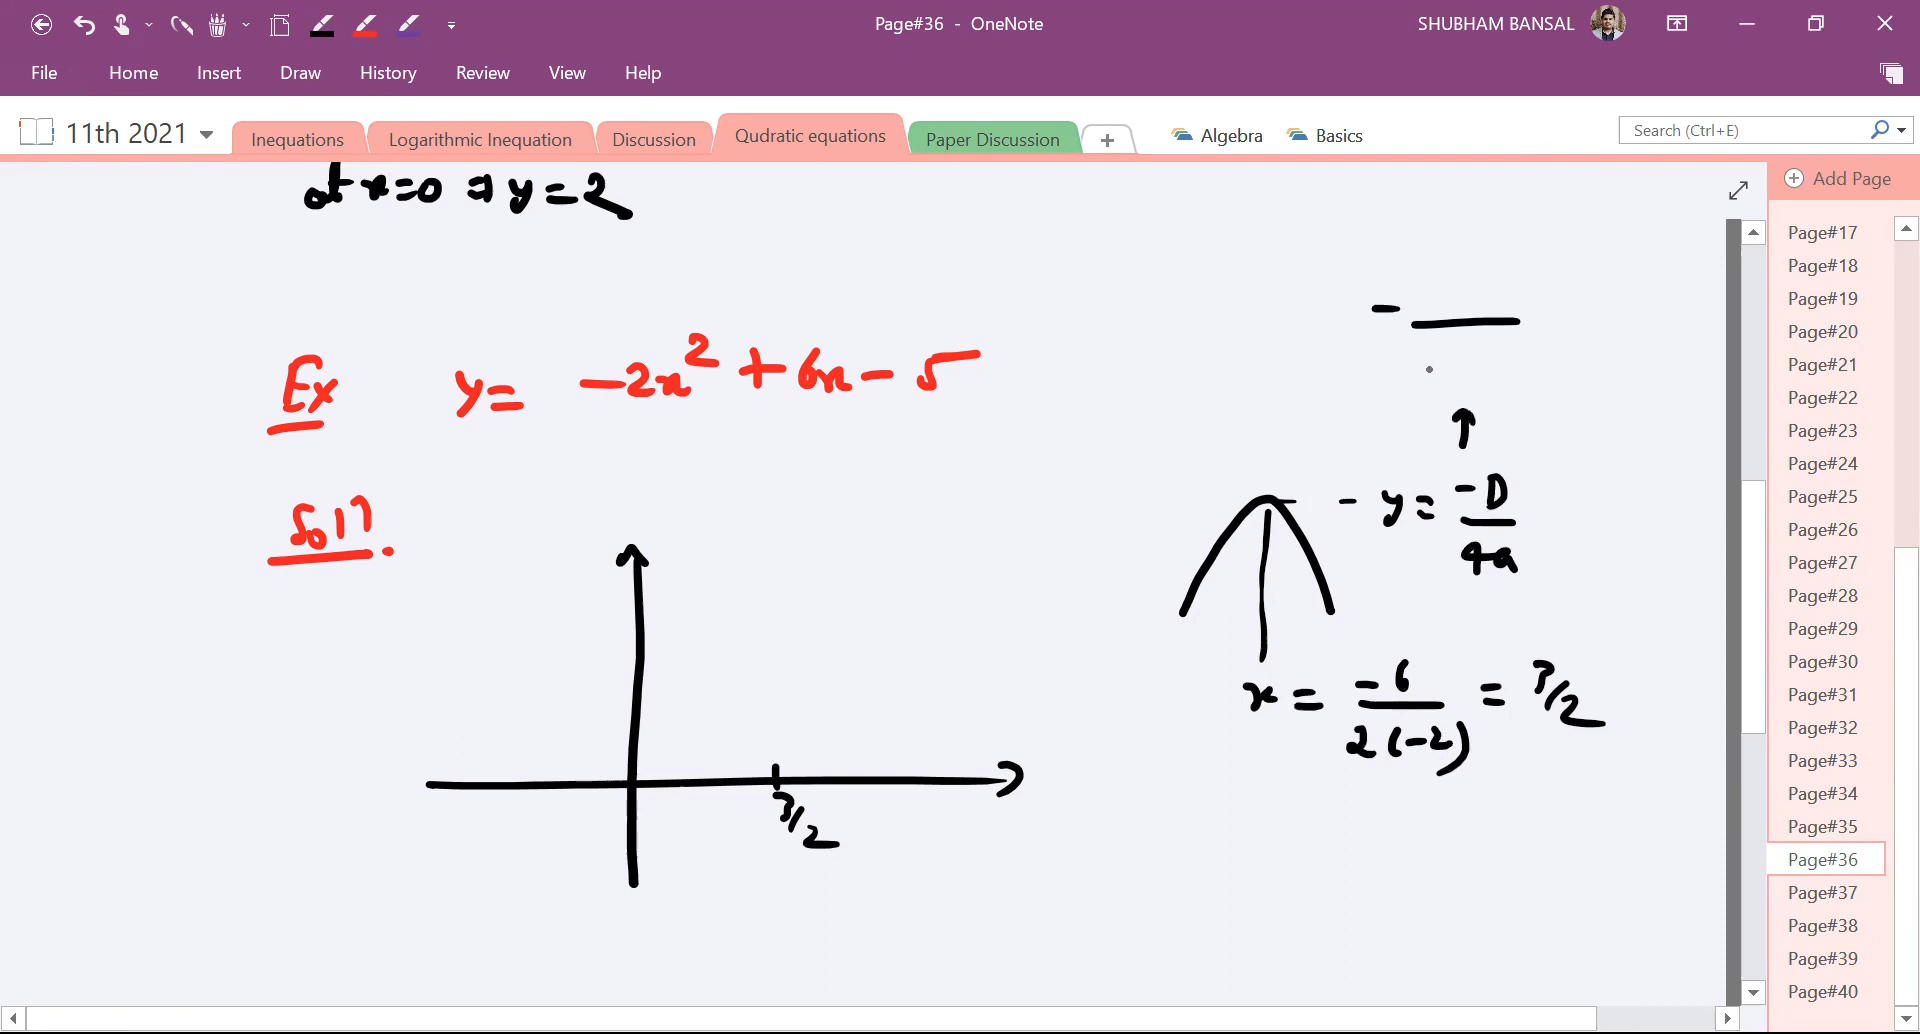 Page#36 - OneNote
SHUBHAM BANSAL
File Home Insert Draw History Review View Help
11th 2021
Inequations Logarithmic Inequation Discussion Qudratic equations Paper Discussion + Algebra Basics
Search (Ctrl+E)
Add Page
Page#17
Page#18
Page#19
Page#20
Page#21
Page#22
Page#23
Page#24
Page#25
Page#26
Page#27
Page#28
Page#29
Page#30
Page#31
Page#32
Page#33
Page#34
Page#35
Page#36
Page#37
Page#38
Page#39
Page#40
at x=0 ⇒ y=2
Ex y= -2x² + 6x - 5
Solⁿ.
- y = -D/4a
x = -6/2(-2) = 3/2
3/2